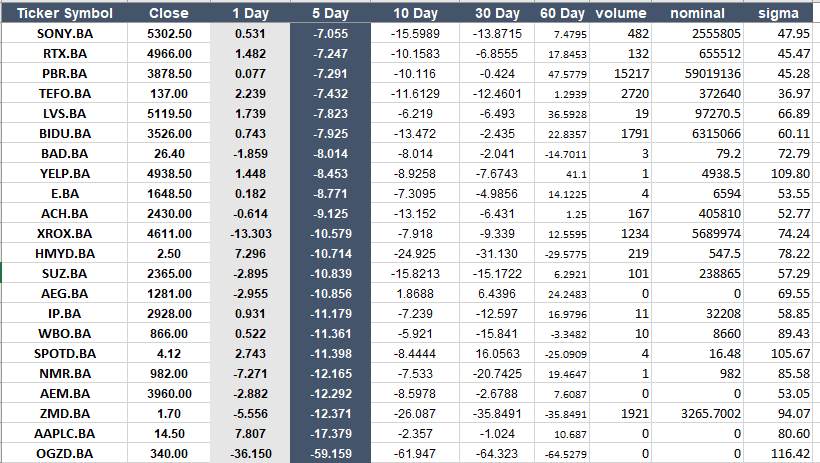 Ticker Symbol Close 1 Day 5 Day 10 Day 30 Day 60 Day volume nominal sigma
SONY.BA 5302.50 0.531 -7.055 -15.5989 -13.8715 7.4795 482 2555805 47.95
RTX.BA 4966.00 1.482 -7.247 -10.1583 -6.8555 17.8453 132 655512 45.47
PBR.BA 3878.50 0.077 -7.291 -10.116 -0.424 47.5779 15217 59019136 45.28
TEFO.BA 137.00 2.239 -7.432 -11.6129 -12.4601 1.2939 2720 372640 36.97
LVS.BA 5119.50 1.739 -7.823 -6.219 -6.493 36.5928 19 97270.5 66.89
BIDU.BA 3526.00 0.743 -7.925 -13.472 -2.435 22.8357 1791 6315066 60.11
BAD.BA 26.40 -1.859 -8.014 -8.014 -2.041 -14.7011 3 79.2 72.79
YELP.BA 4938.50 1.448 -8.453 -8.9258 -7.6743 41.1 1 4938.5 109.80
E.BA 1648.50 0.182 -8.771 -7.3095 -4.9856 14.1225 4 6594 53.55
ACH.BA 2430.00 -0.614 -9.125 -13.152 -6.431 1.25 167 405810 52.77
XROX.BA 4611.00 -13.303 -10.579 -7.918 -9.339 12.5595 1234 5689974 74.24
HMYD.BA 2.50 7.296 -10.714 -24.925 -31.130 -29.5775 219 547.5 78.22
SUZ.BA 2365.00 -2.895 -10.839 -15.8213 -15.1722 6.2921 101 238865 57.29
AEG.BA 1281.00 -2.955 -10.856 1.8688 6.4396 24.2483 0 0 69.55
IP.BA 2928.00 0.931 -11.179 -7.239 -12.597 16.9796 11 32208 58.85
WBO.BA 866.00 0.522 -11.361 -5.921 -15.841 -3.3482 10 8660 89.43
SPOTD.BA 4.12 2.743 -11.398 -8.4444 16.0563 -25.0909 4 16.48 105.67
NMR.BA 982.00 -7.271 -12.165 -7.533 -20.7425 19.4647 1 982 85.58
AEM.BA 3960.00 -2.882 -12.292 -8.5978 -2.6788 7.6087 0 0 53.05
ZMD.BA 1.70 -5.556 -12.371 -26.087 -35.8491 -35.8491 1921 3265.7002 94.07
AAPLC.BA 14.50 7.807 -17.379 -2.357 -1.024 10.687 0 0 80.60
OGZD.BA 340.00 -36.150 -59.159 -61.947 -64.323 -64.5279 0 0 116.42